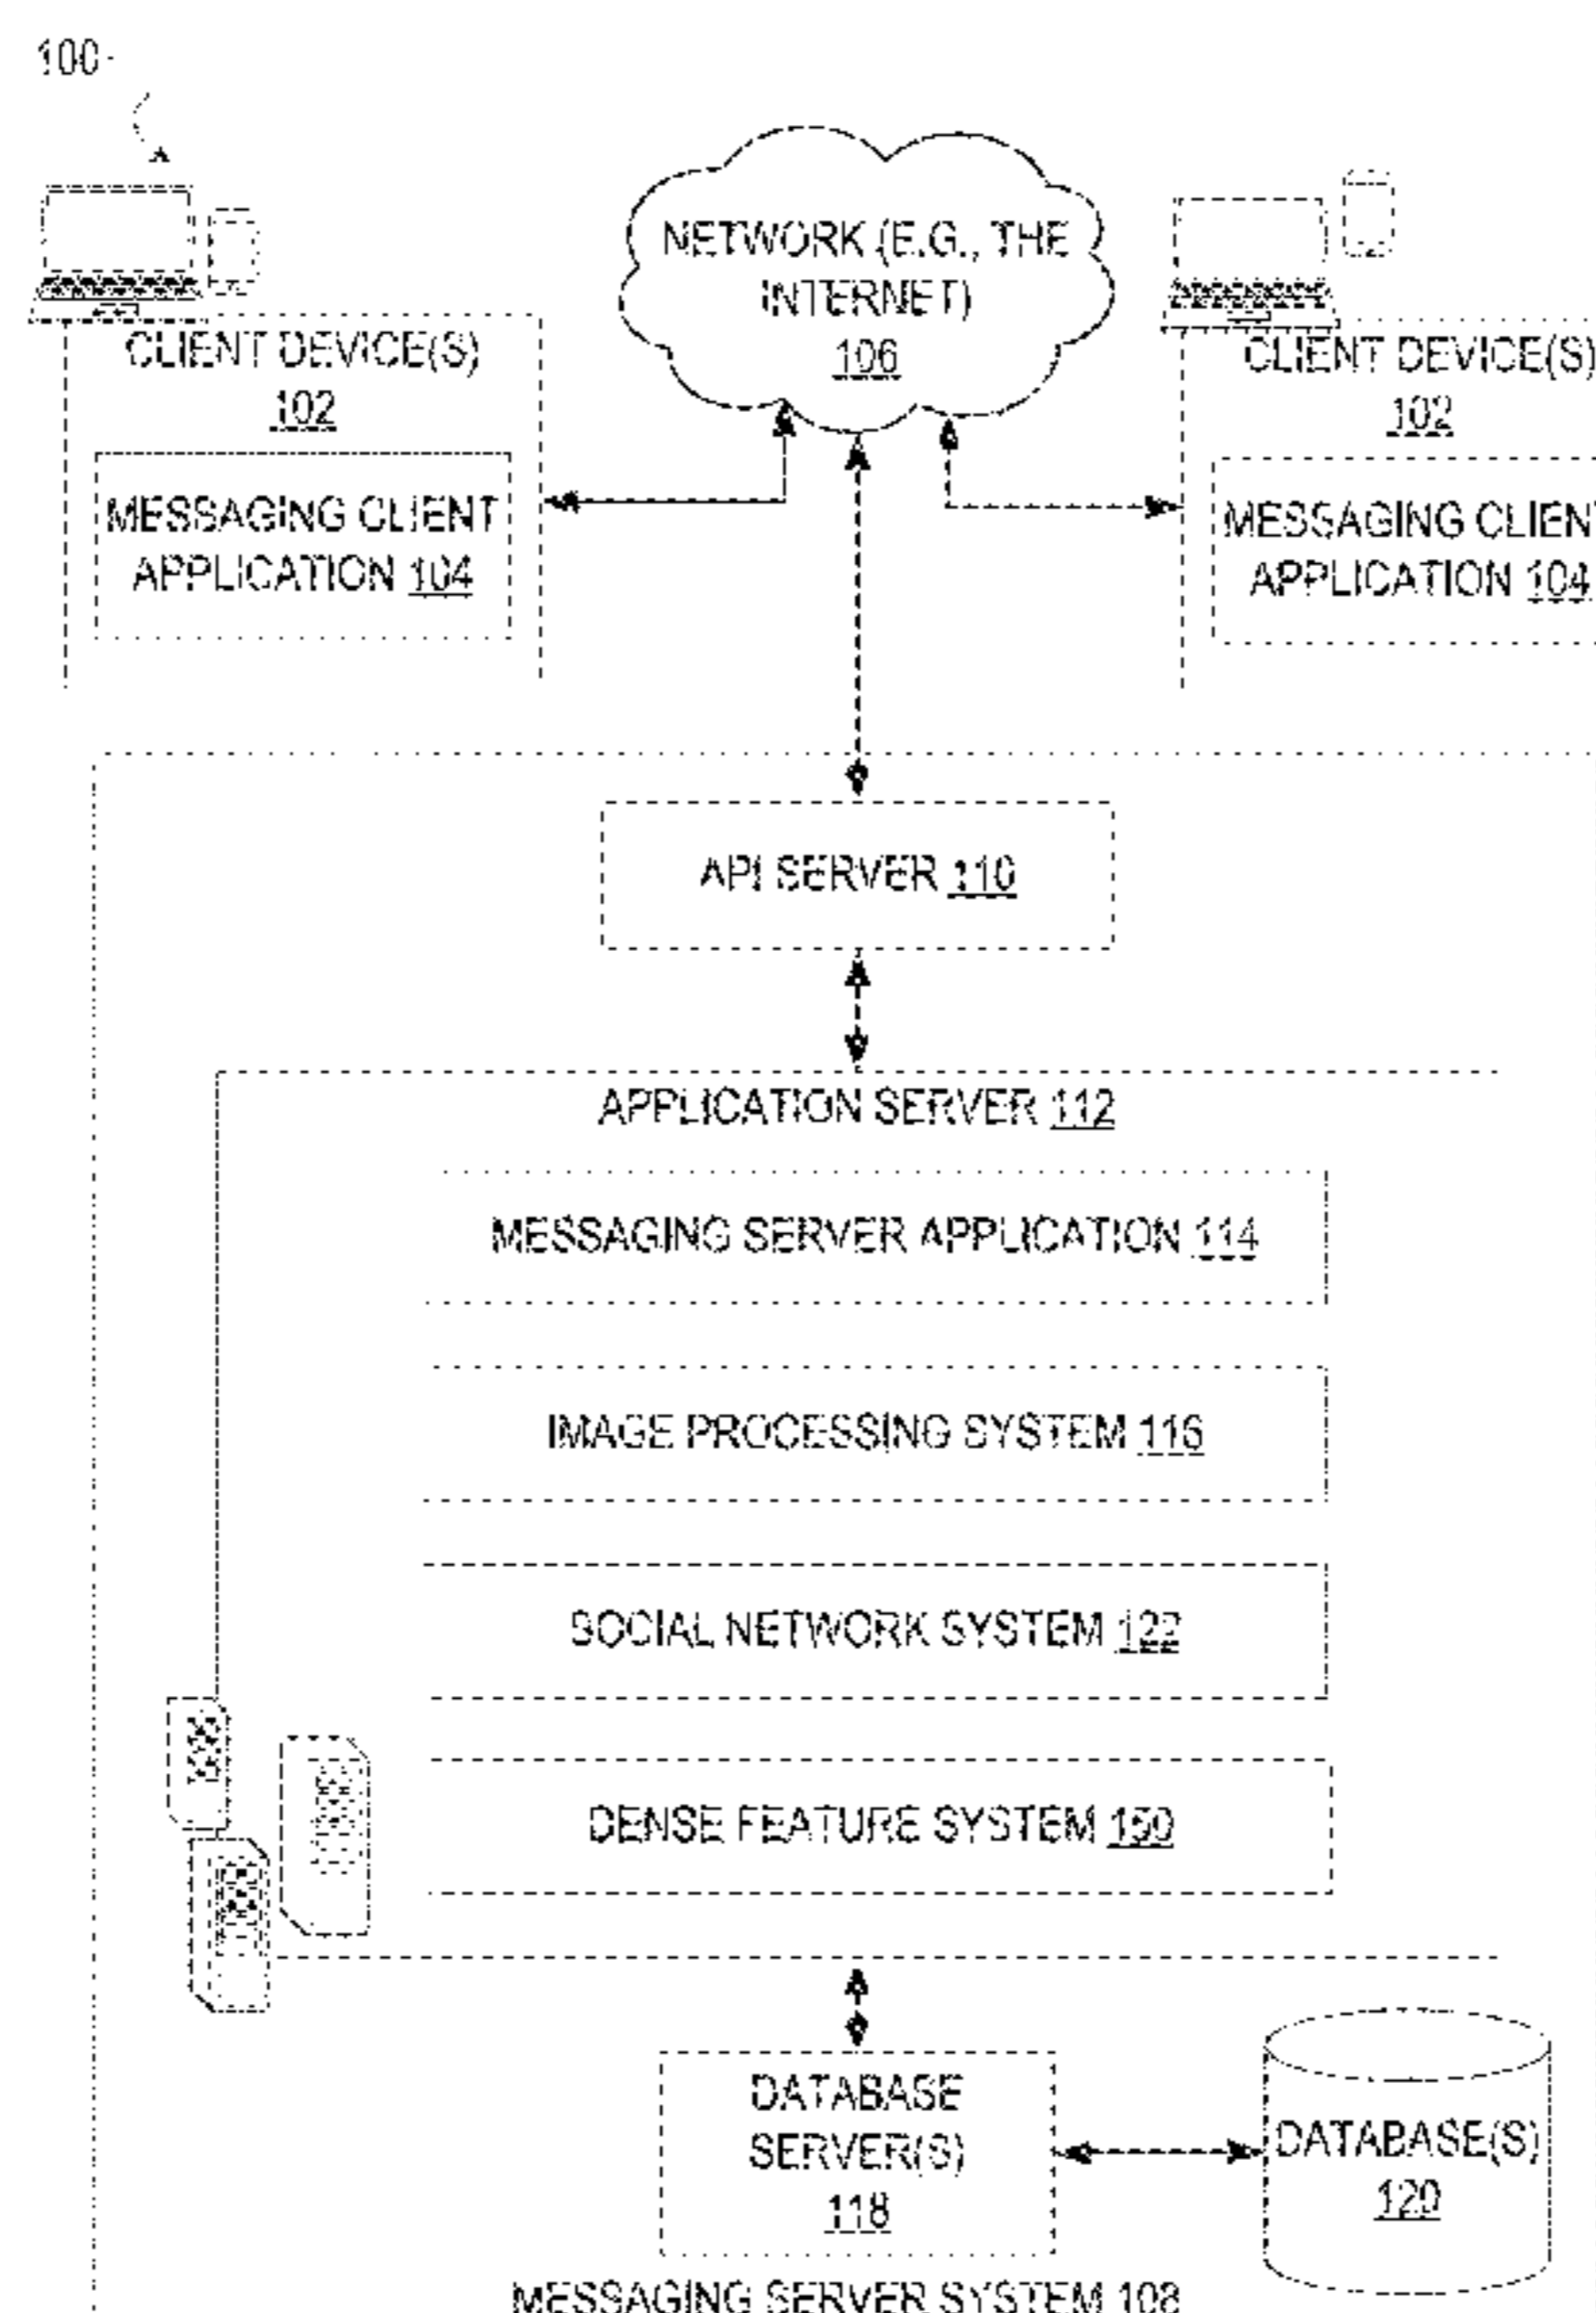 100
NETWORK (E.G., THE
INTERNET)
106
CLIENT DEVICE(S)
102
MESSAGING CLIENT
APPLICATION 104
CLIENT DEVICE(S)
102
MESSAGING CLIENT
APPLICATION 104
API SERVER 110
APPLICATION SERVER 112
MESSAGING SERVER APPLICATION 114
IMAGE PROCESSING SYSTEM 116
SOCIAL NETWORK SYSTEM 122
DENSE FEATURE SYSTEM 150
DATABASE
SERVER(S)
118
DATABASE(S)
120
MESSAGING SERVER SYSTEM 108